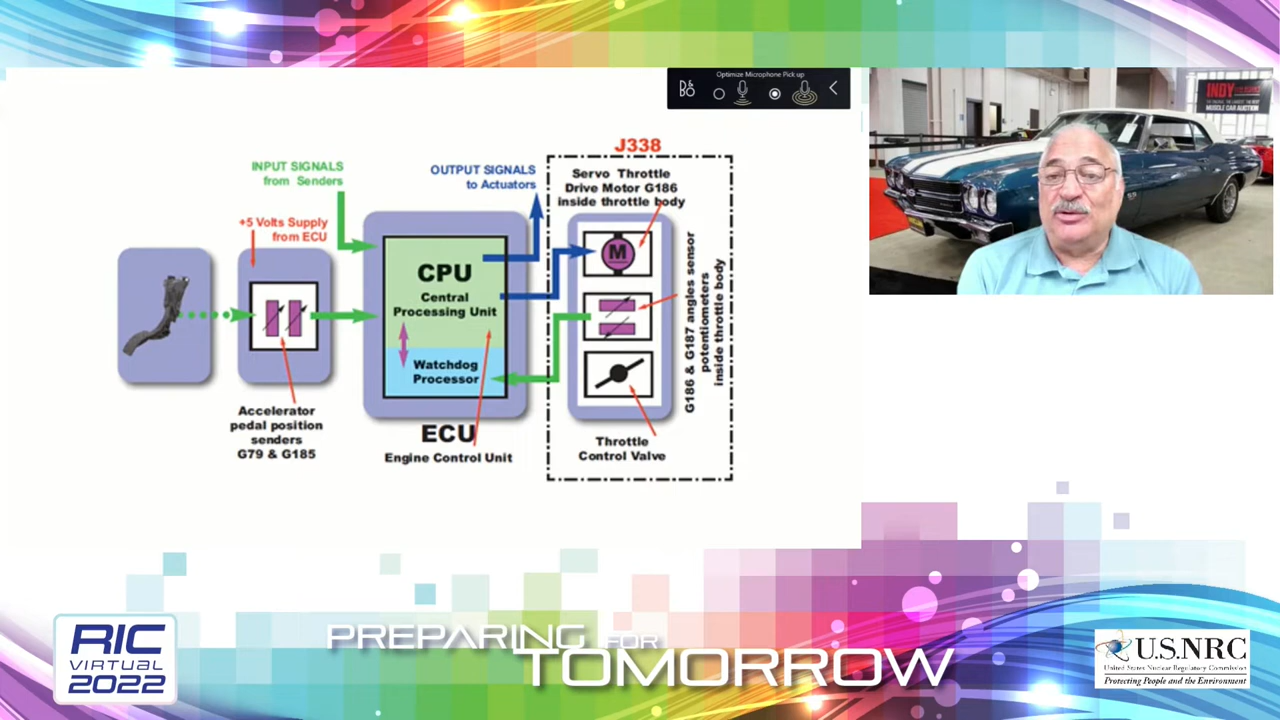 Optimize Microphone Pick up
B&O
INDY
MUSCLE CAR AUCTION
J338
INPUT SIGNALS
from Senders
OUTPUT SIGNALS
to Actuators
Servo Throttle
Drive Motor G186
inside throttle body
+5 Volts Supply
from ECU
CPU
Central
Processing Unit
Watchdog
Processor
M
G186 & G187 angles sensor
potentiometers
inside throttle body
Accelerator
pedal position
senders
G79 & G185
ECU
Engine Control Unit
Throttle
Control Valve
RIC
VIRTUAL
2022
PREPARING FOR
TOMORROW
U.S.NRC
United States Nuclear Regulatory Commission
Protecting People and the Environment